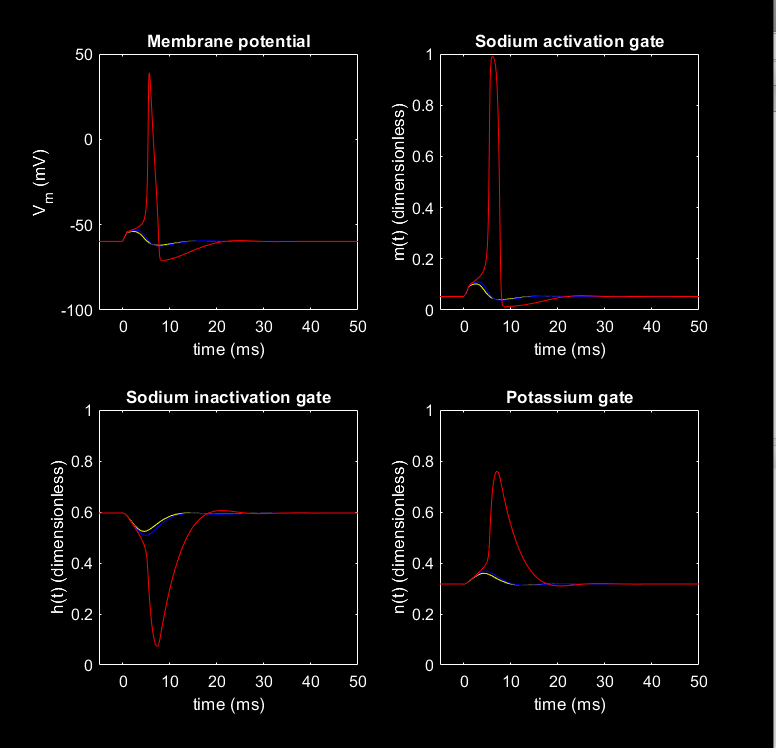 Membrane potential
50
0
-50
-100
V_m (mV)
0 10 20 30 40 50
time (ms)
Sodium activation gate
1
0.8
0.6
0.4
0.2
0
m(t) (dimensionless)
0 10 20 30 40 50
time (ms)
Sodium inactivation gate
1
0.8
0.6
0.4
0.2
0
h(t) (dimensionless)
0 10 20 30 40 50
time (ms)
Potassium gate
1
0.8
0.6
0.4
0.2
0
n(t) (dimensionless)
0 10 20 30 40 50
time (ms)